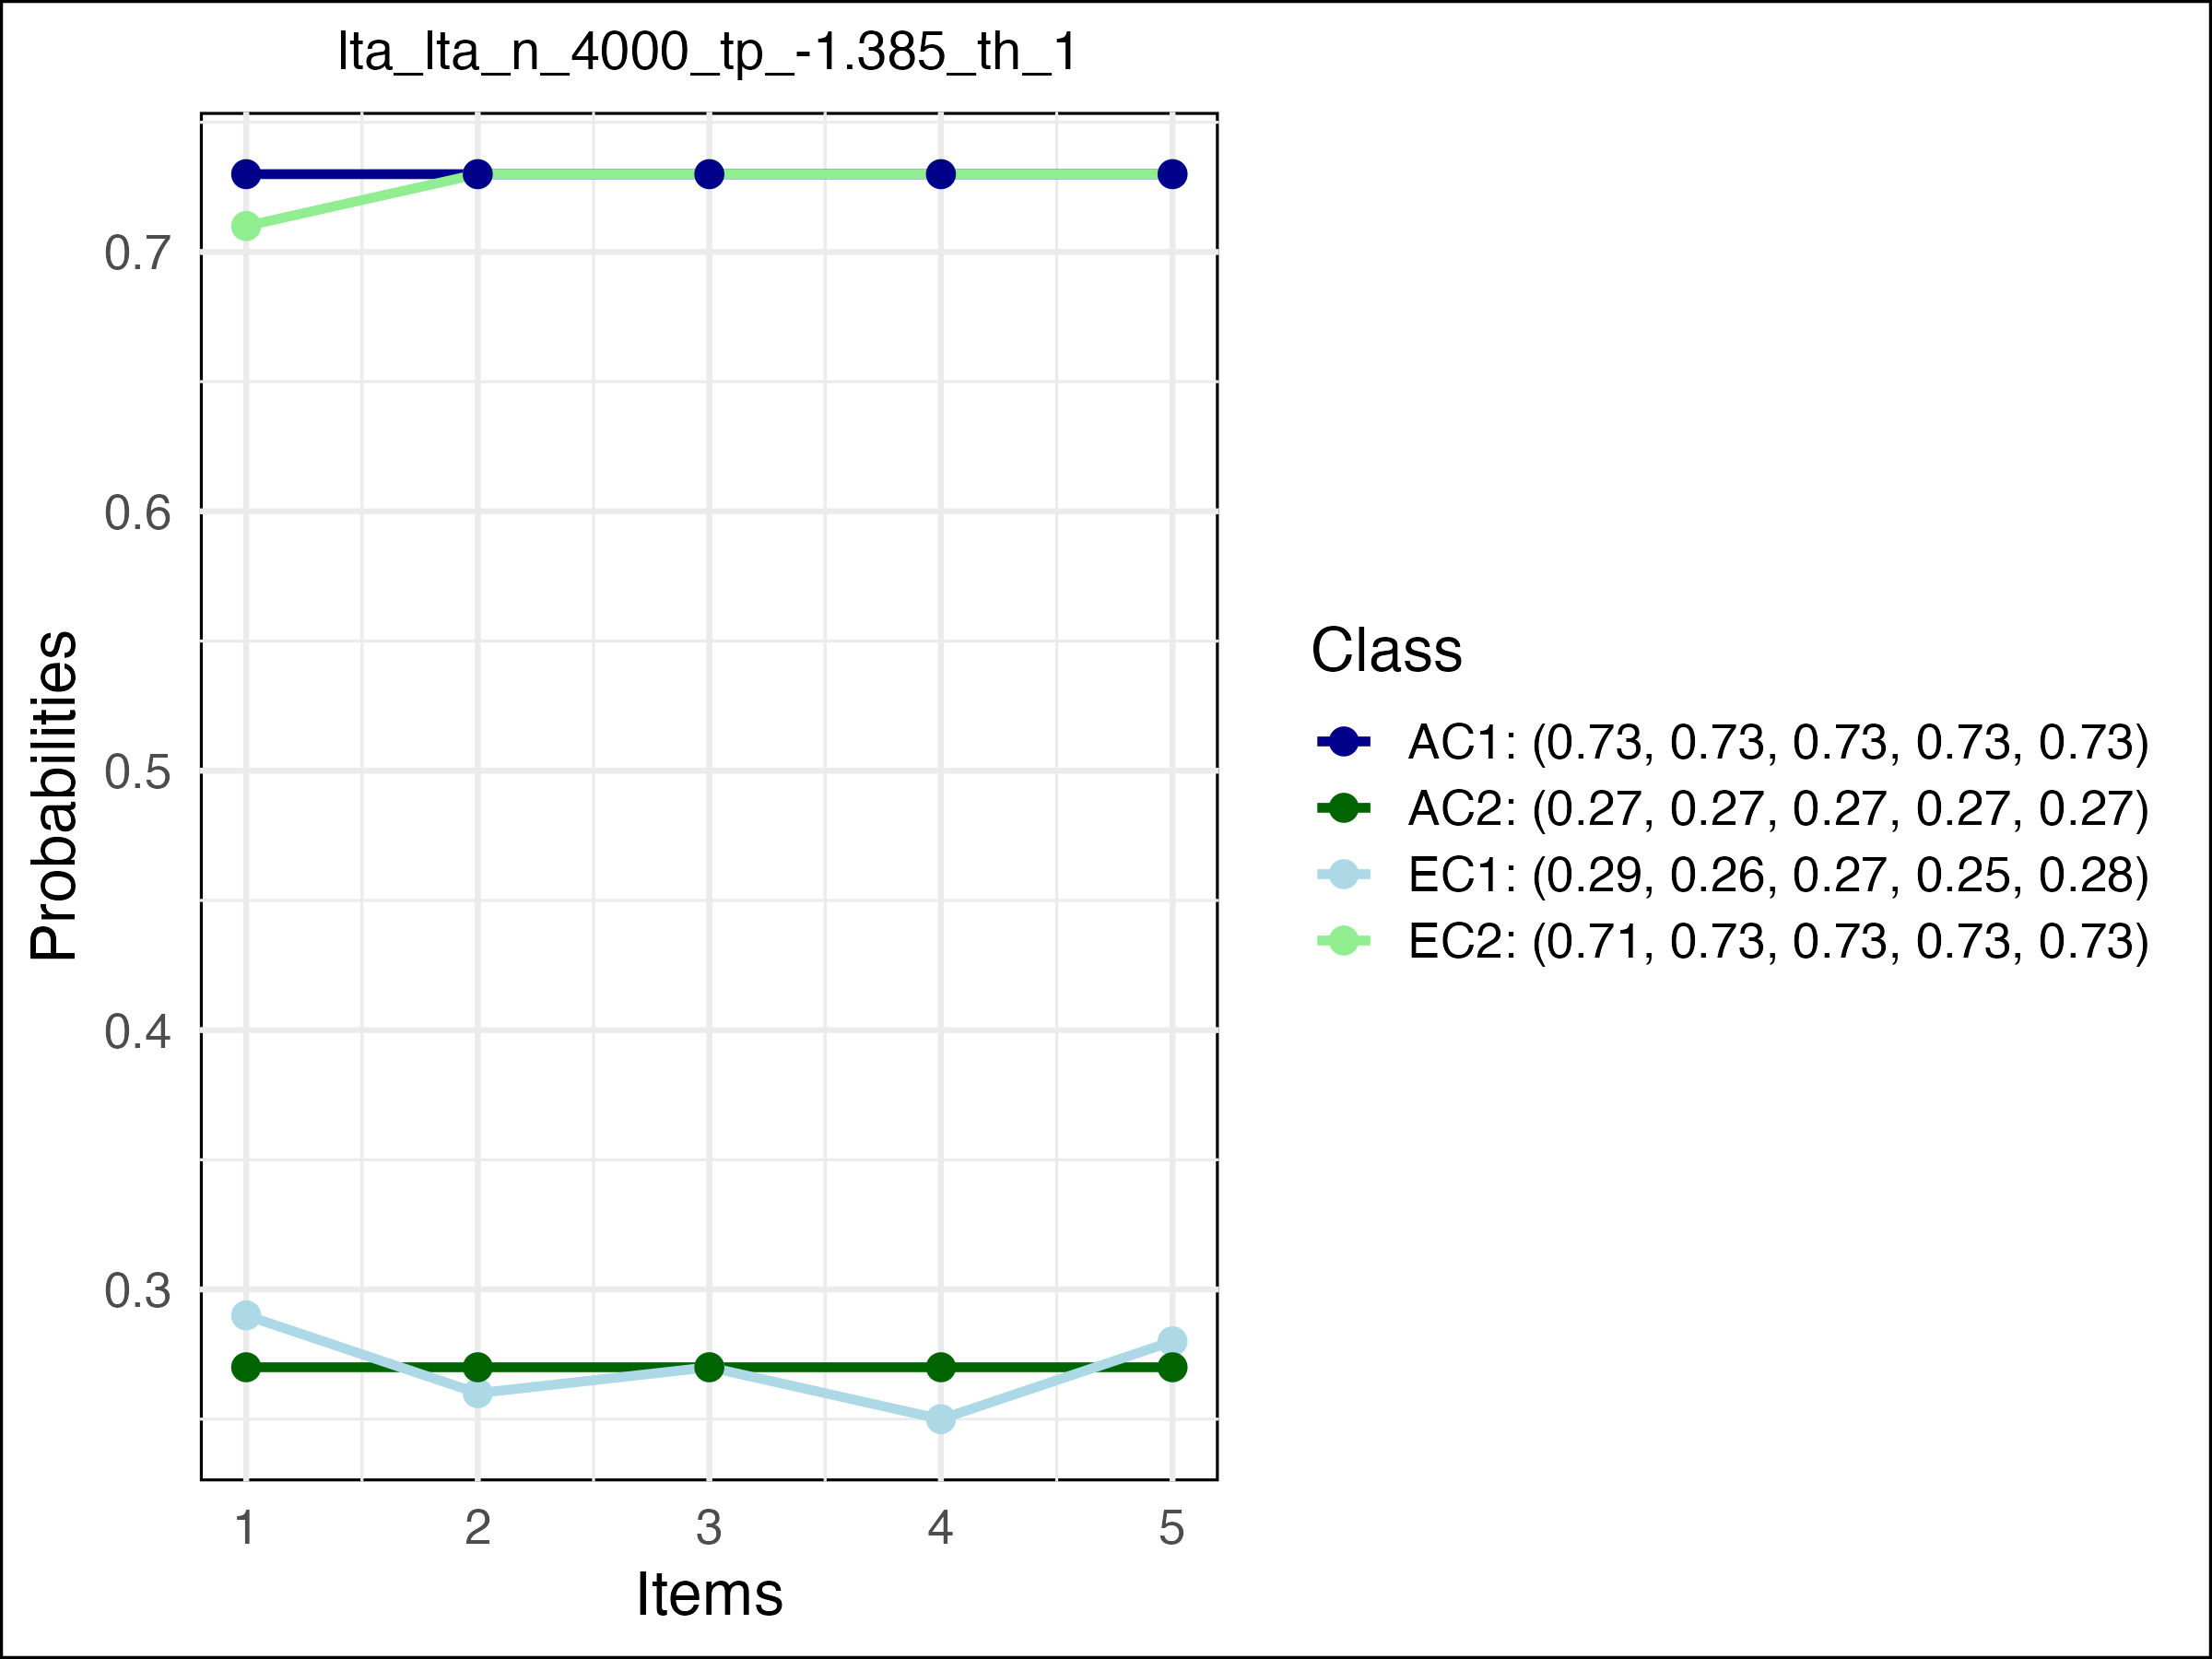 lta_lta_n_4000_tp_-1.385_th_1
Probabilities
0.7
0.6
0.5
0.4
0.3
1 2 3 4 5
Items
Class
AC1: (0.73, 0.73, 0.73, 0.73, 0.73)
AC2: (0.27, 0.27, 0.27, 0.27, 0.27)
EC1: (0.29, 0.26, 0.27, 0.25, 0.28)
EC2: (0.71, 0.73, 0.73, 0.73, 0.73)